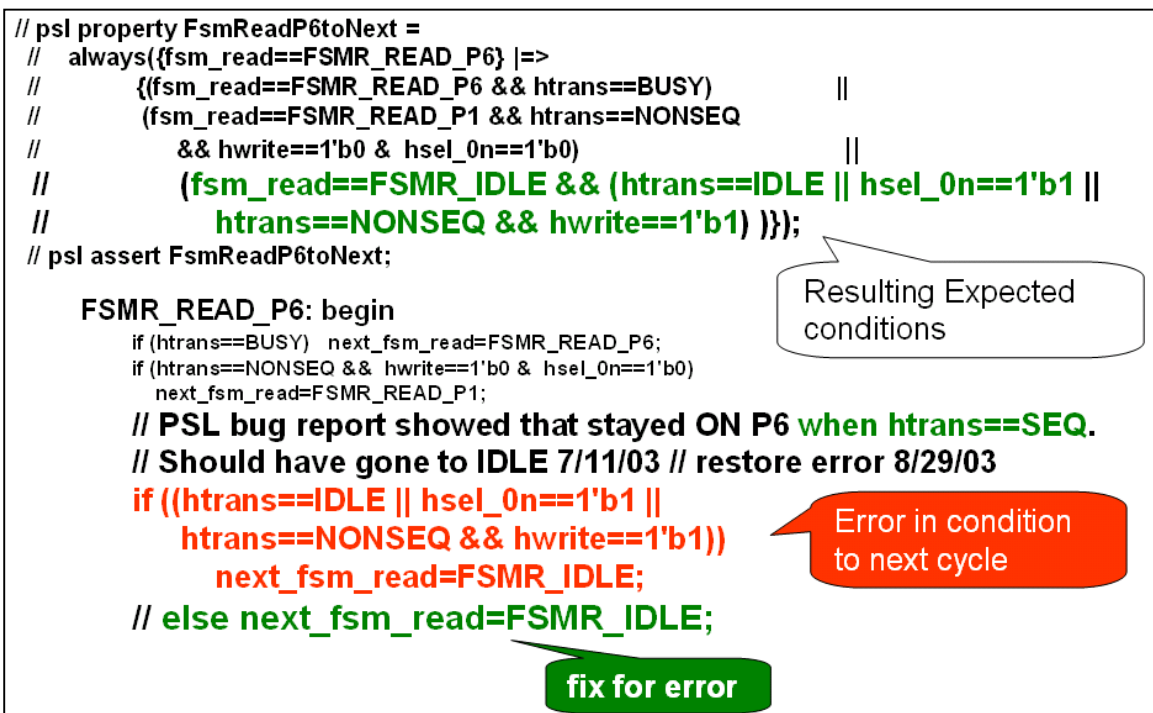 // psl property FsmReadP6toNext =
// always({fsm_read==FSMR_READ_P6} |=>
// {(fsm_read==FSMR_READ_P6 && htrans==BUSY) ||
// (fsm_read==FSMR_READ_P1 && htrans==NONSEQ
// && hwrite==1'b0 & hsel_0n==1'b0) ||
// (fsm_read==FSMR_IDLE && (htrans==IDLE || hsel_0n==1'b1 ||
// htrans==NONSEQ && hwrite==1'b1) )});
// psl assert FsmReadP6toNext;
Resulting Expected
conditions
FSMR_READ_P6: begin
if (htrans==BUSY) next_fsm_read=FSMR_READ_P6;
if (htrans==NONSEQ && hwrite==1'b0 & hsel_0n==1'b0)
next_fsm_read=FSMR_READ_P1;
// PSL bug report showed that stayed ON P6 when htrans==SEQ.
// Should have gone to IDLE 7/11/03 // restore error 8/29/03
if ((htrans==IDLE || hsel_0n==1'b1 ||
htrans==NONSEQ && hwrite==1'b1))
next_fsm_read=FSMR_IDLE;
Error in condition
to next cycle
// else next_fsm_read=FSMR_IDLE;
fix for error